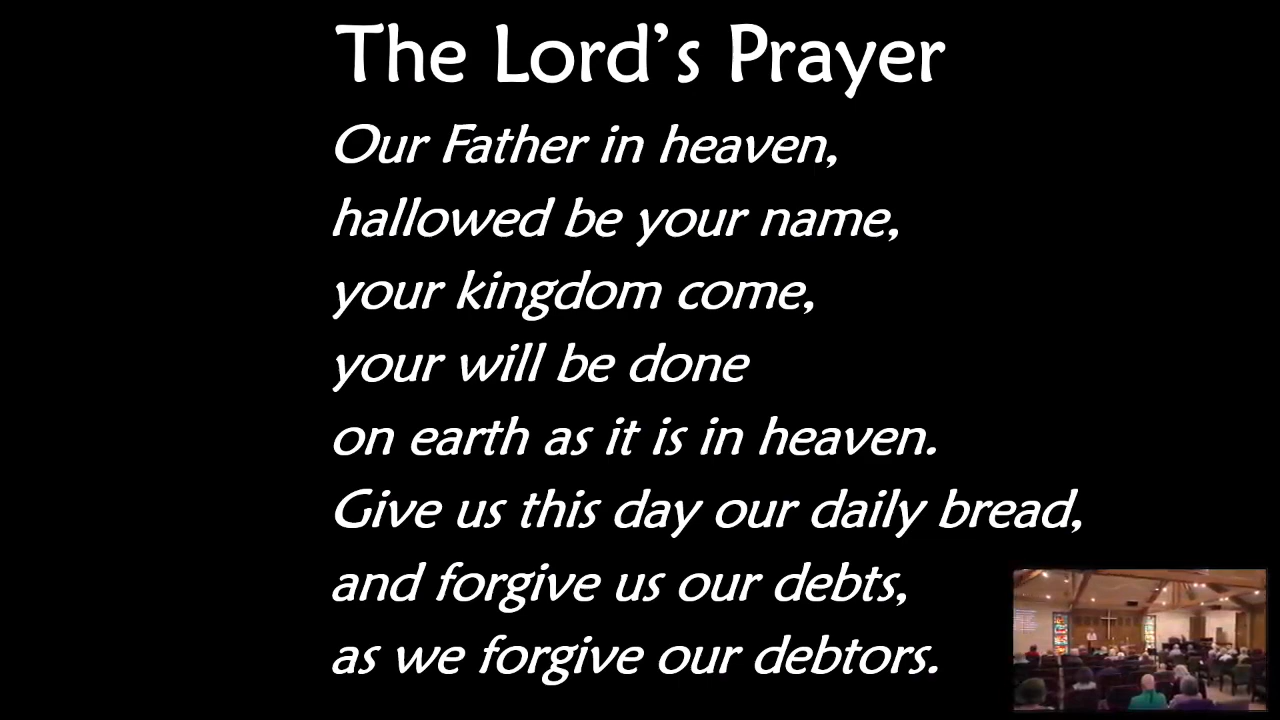 The Lord’s Prayer
Our Father in heaven,
hallowed be your name,
your kingdom come,
your will be done
on earth as it is in heaven.
Give us this day our daily bread,
and forgive us our debts,
as we forgive our debtors.